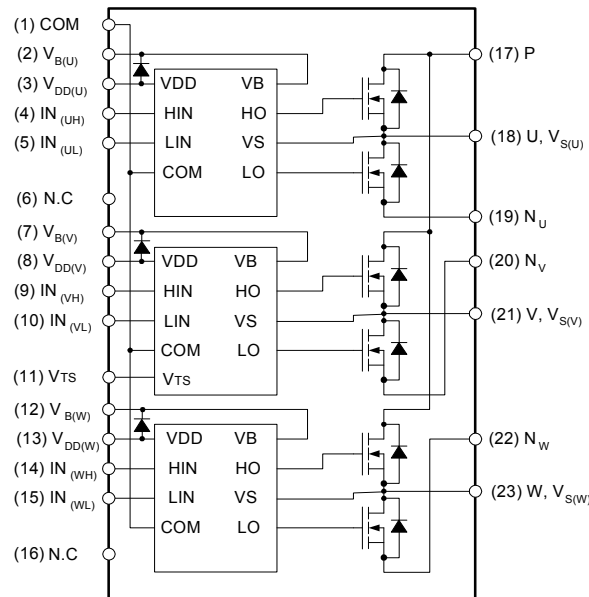 (1) COM
(2) VB(U)
(3) VDD(U)
(4) IN(UH)
(5) IN(UL)
(6) N.C
(7) VB(V)
(8) VDD(V)
(9) IN(VH)
(10) IN(VL)
(11) VTS
(12) VB(W)
(13) VDD(W)
(14) IN(WH)
(15) IN(WL)
(16) N.C
VDD VB
HIN HO
LIN VS
COM LO
VDD VB
HIN HO
LIN VS
COM LO
VTS
VDD VB
HIN HO
LIN VS
COM LO
(17) P
(18) U, VS(U)
(19) NU
(20) NV
(21) V, VS(V)
(22) NW
(23) W, VS(W)